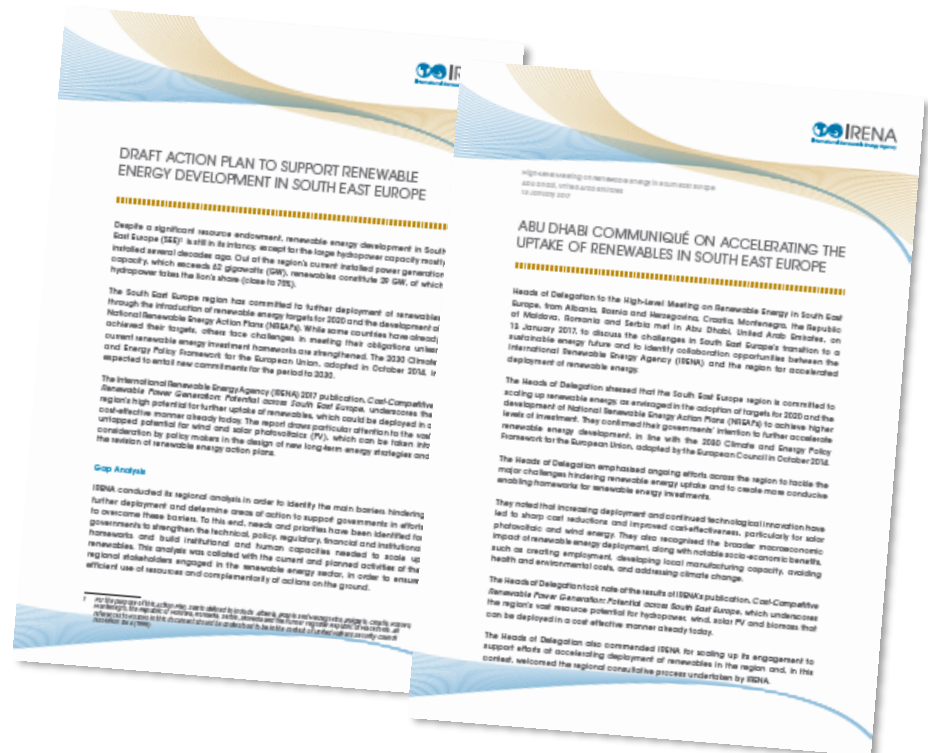 IRENA
DRAFT ACTION PLAN TO SUPPORT RENEWABLE
ENERGY DEVELOPMENT IN SOUTH EAST EUROPE
Despite a significant resource endowment, renewable energy development in South
East Europe (SEE)¹ is still in its infancy, except for the large hydropower capacity mostly
installed several decades ago. Out of the region's current installed power generation
capacity, which exceeds 62 gigawatts (GW), renewables constitute 29 GW, of which
hydropower takes the lion's share (close to 75%).
The South East Europe region has committed to further deployment of renewables
through the introduction of renewable energy targets for 2020 and the development of
National Renewable Energy Action Plans (NREAPs). While some countries have already
achieved their targets, others face challenges in meeting their obligations unless
current renewable energy investment frameworks are strengthened. The 2030 Climate
and Energy Policy Framework for the European Union, adopted in October 2014, is
expected to entail new commitments for the period to 2030.
The International Renewable Energy Agency (IRENA) 2017 publication, Cost-Competitive
Renewable Power Generation: Potential across South East Europe, underscores the
region's high potential for further uptake of renewables, which could be deployed in a
cost-effective manner already today. The report draws particular attention to the vast
untapped potential for wind and solar photovoltaics (PV), which can be taken into
consideration by policy makers in the design of new long-term energy strategies and
the revision of renewable energy action plans.
Gap Analysis
IRENA conducted its regional analysis in order to identify the main barriers hindering
further deployment and determine areas of action to support governments in efforts
to overcome these barriers. To this end, needs and priorities have been identified for
governments to strengthen the technical, policy, regulatory, financial and institutional
frameworks and build institutional and human capacities needed to scale up
renewables. This analysis was collated with the current and planned activities of the
regional stakeholders engaged in the renewable energy sector, in order to ensure
efficient use of resources and complementarity of actions on the ground.
IRENA
High-Level Meeting on Renewable Energy in South East Europe
Abu Dhabi, United Arab Emirates
13 January 2017
ABU DHABI COMMUNIQUÉ ON ACCELERATING THE
UPTAKE OF RENEWABLES IN SOUTH EAST EUROPE
Heads of Delegation to the High-Level Meeting on Renewable Energy in South East
Europe, from Albania, Bosnia and Herzegovina, Croatia, Montenegro, the Republic
of Moldova, Romania and Serbia met in Abu Dhabi, United Arab Emirates, on
13 January 2017, to discuss the challenges in South East Europe's transition to a
sustainable energy future and to identify collaboration opportunities between the
International Renewable Energy Agency (IRENA) and the region for accelerated
deployment of renewable energy.
The Heads of Delegation stressed that the South East Europe region is committed to
scaling up renewable energy, as envisaged in the adoption of targets for 2020 and the
development of National Renewable Energy Action Plans (NREAPs) to achieve higher
levels of investment. They confirmed their governments' intention to further accelerate
renewable energy development, in line with the 2030 Climate and Energy Policy
Framework for the European Union, adopted by the European Council in October 2014.
The Heads of Delegation emphasised ongoing efforts across the region to tackle the
major challenges hindering renewable energy uptake and to create more conducive
enabling frameworks for renewable energy investments.
They noted that increasing deployment and continued technological innovation have
led to sharp cost reductions and improved cost-effectiveness, particularly for solar
photovoltaic and wind energy. They also recognised the broader macroeconomic
impact of renewable energy deployment, along with notable socio-economic benefits,
such as creating employment, developing local manufacturing capacity, avoiding
health and environmental costs, and addressing climate change.
The Heads of Delegation took note of the results of IRENA's publication, Cost-Competitive
Renewable Power Generation: Potential across South East Europe, which underscores
the region's vast resource potential for hydropower, wind, solar PV and biomass that
can be deployed in a cost effective manner already today.
The Heads of Delegation also commended IRENA for scaling up its engagement to
support efforts at accelerating deployment of renewables in the region and, in this
context, welcomed the regional consultative process undertaken by IRENA.